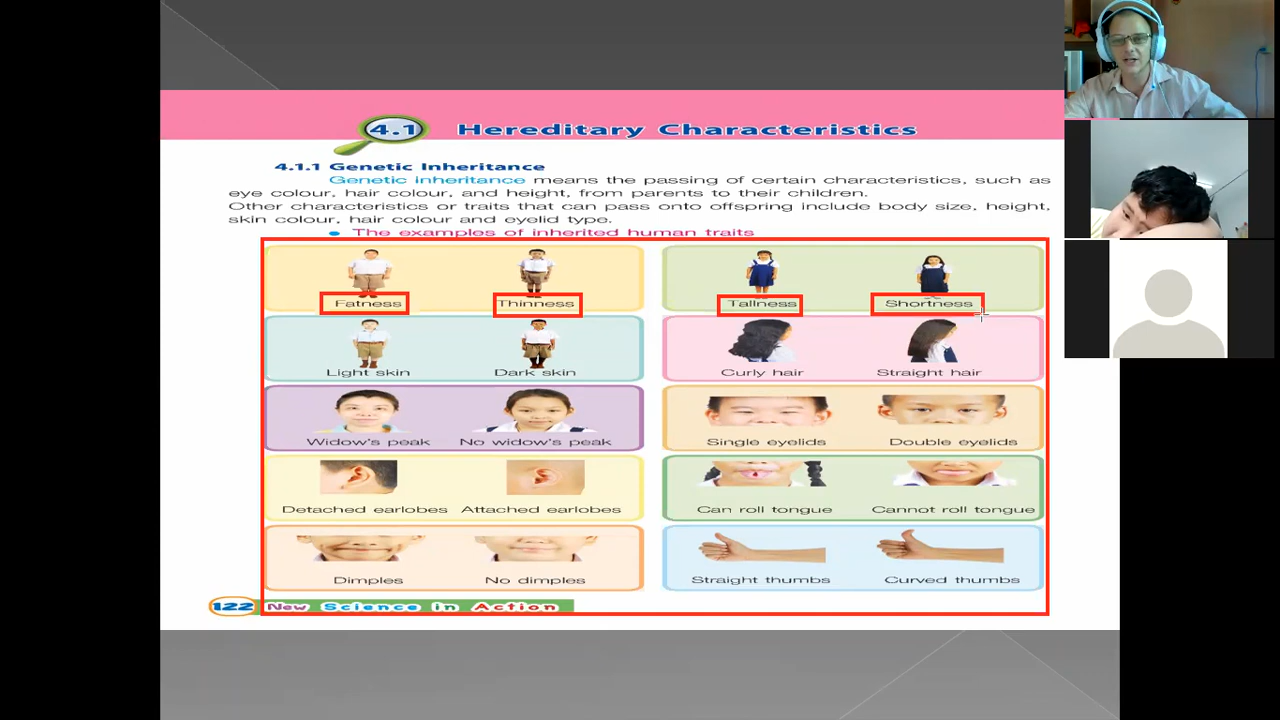 4.1 Hereditary Characteristics
4.1.1 Genetic Inheritance
Genetic inheritance means the passing of certain characteristics, such as
eye colour, hair colour, and height, from parents to their children.
Other characteristics or traits that can pass onto offspring include body size, height,
skin colour, hair colour and eyelid type.
• The examples of inherited human traits
Fatness Thinness Tallness Shortness
Light skin Dark skin Curly hair Straight hair
Widow's peak No widow's peak Single eyelids Double eyelids
Detached earlobes Attached earlobes Can roll tongue Cannot roll tongue
Dimples No dimples Straight thumbs Curved thumbs
122 New Science in Action